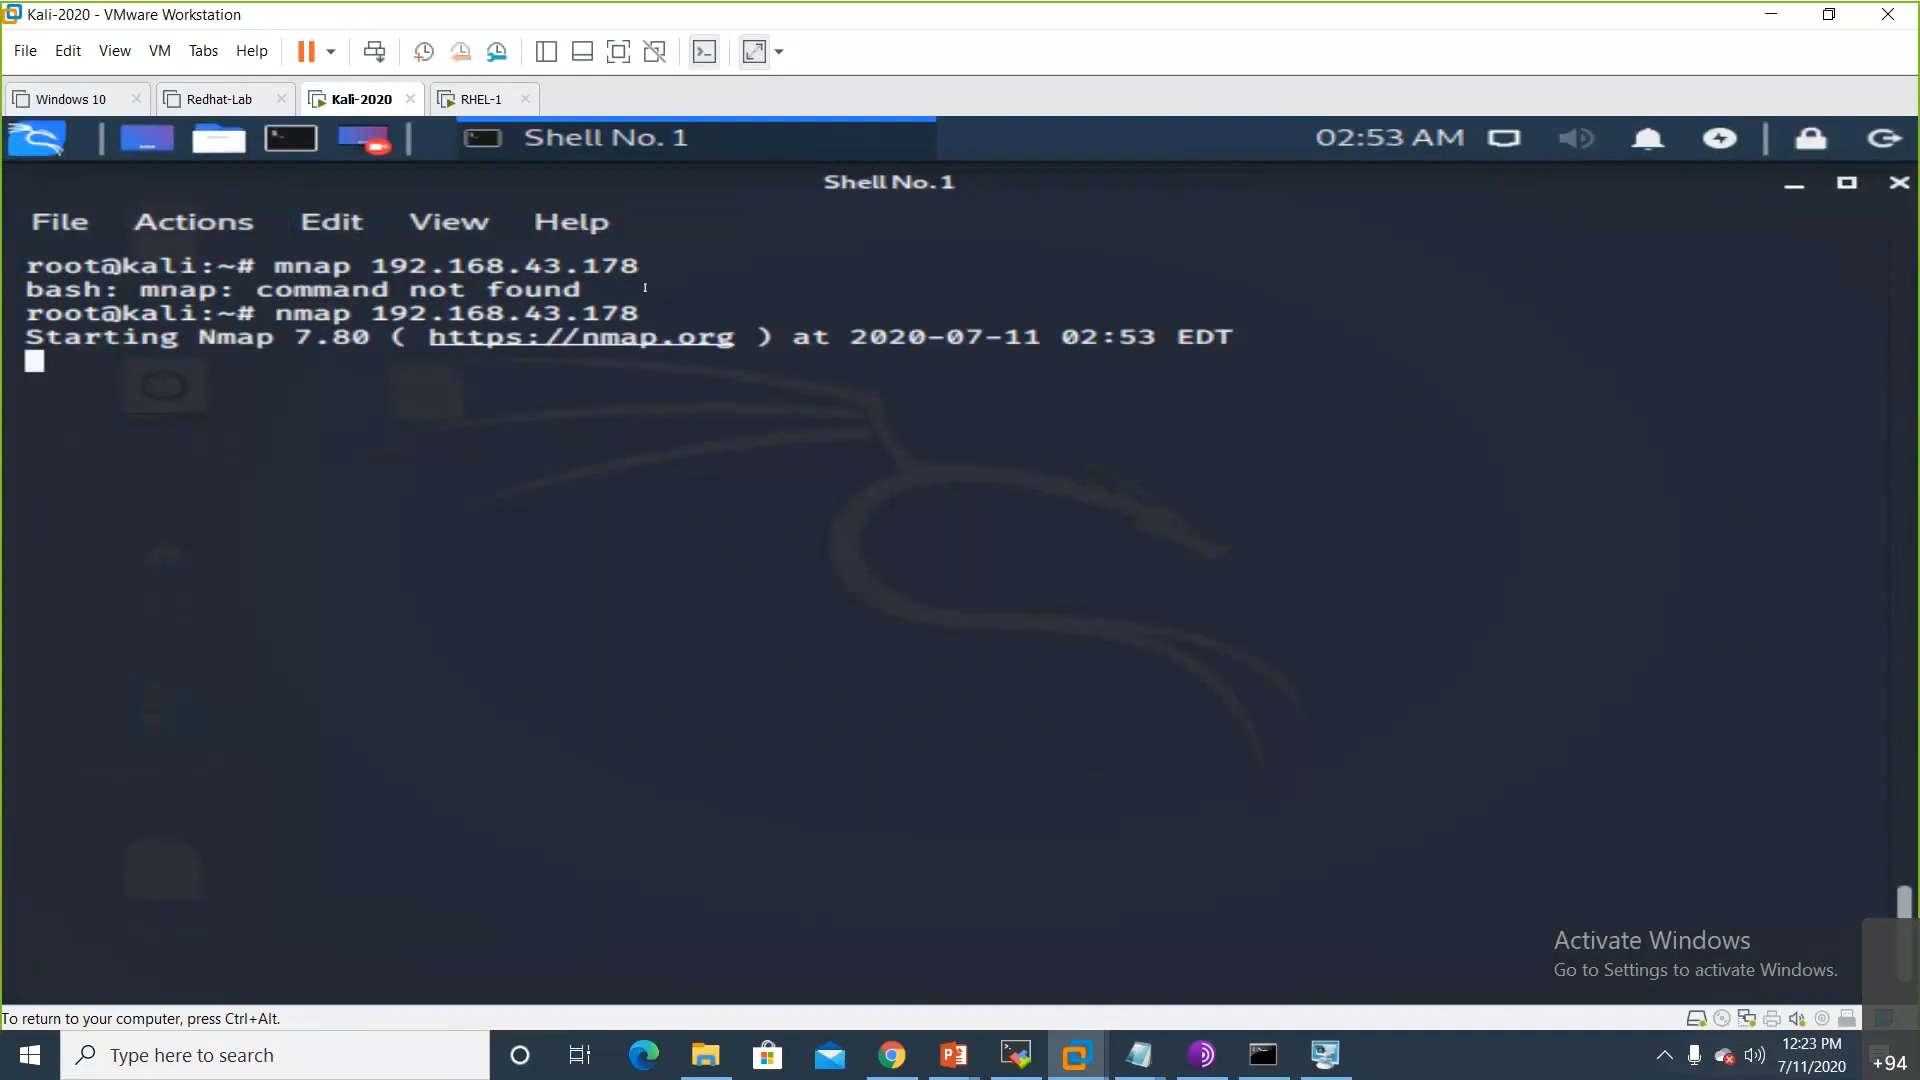 Kali-2020 - VMware Workstation
File Edit View VM Tabs Help
Windows 10 Redhat-Lab Kali-2020 RHEL-1
Shell No. 1 02:53 AM
Shell No. 1
File Actions Edit View Help
root@kali:~# mnap 192.168.43.178
bash: mnap: command not found
root@kali:~# nmap 192.168.43.178
Starting Nmap 7.80 ( https://nmap.org ) at 2020-07-11 02:53 EDT
Activate Windows
Go to Settings to activate Windows.
To return to your computer, press Ctrl+Alt.
Type here to search
12:23 PM
7/11/2020
+94